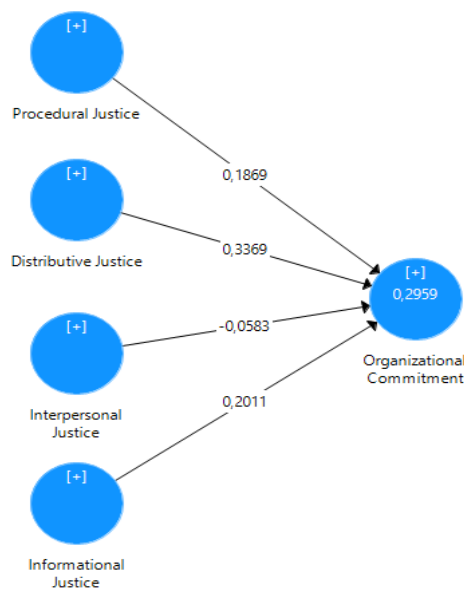 [+]
Procedural Justice
0,1869
[+]
Distributive Justice
0,3369
[+]
0,2959
Organizational
Commitment
[+]
-0,0583
Interpersonal
Justice
0,2011
[+]
Informational
Justice